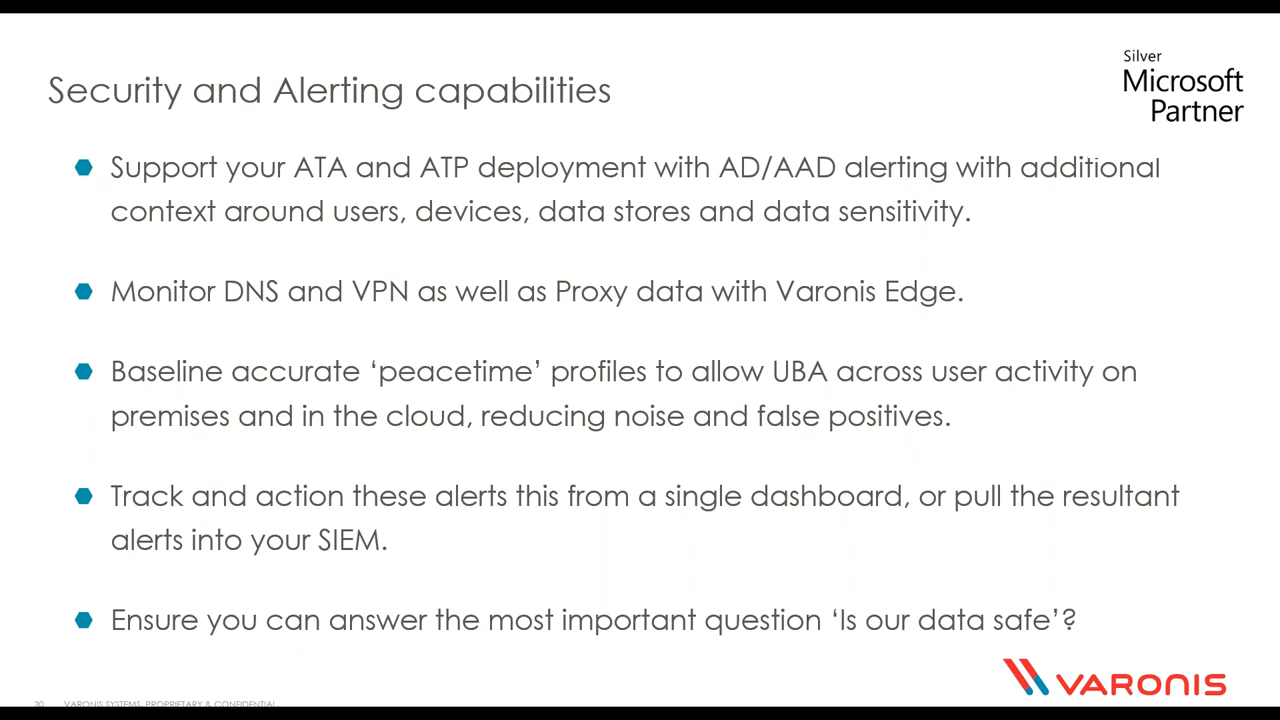 Security and Alerting capabilities
Silver
Microsoft
Partner
Support your ATA and ATP deployment with AD/AAD alerting with additional
context around users, devices, data stores and data sensitivity.
Monitor DNS and VPN as well as Proxy data with Varonis Edge.
Baseline accurate ‘peacetime’ profiles to allow UBA across user activity on
premises and in the cloud, reducing noise and false positives.
Track and action these alerts this from a single dashboard, or pull the resultant
alerts into your SIEM.
Ensure you can answer the most important question ‘Is our data safe’?
VARONIS
VARONIS SYSTEMS. PROPRIETARY & CONFIDENTIAL.